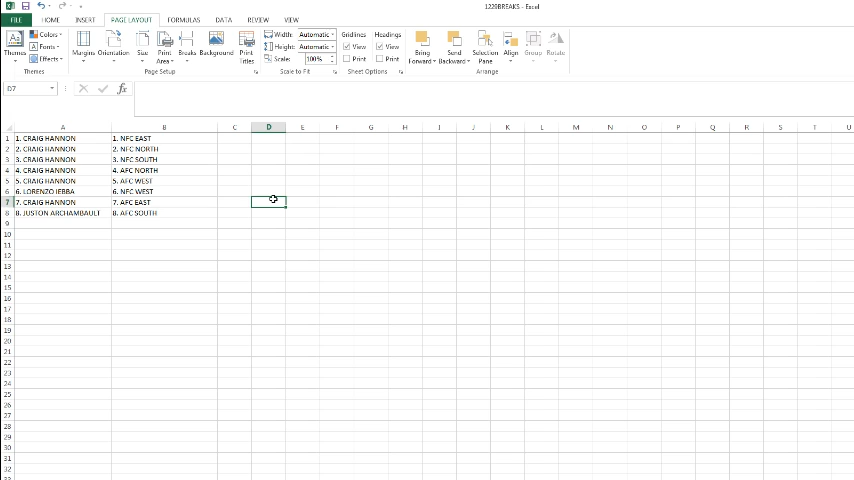 1229BREAKS - Excel
FILE HOME INSERT PAGE LAYOUT FORMULAS DATA REVIEW VIEW
Themes Colors Fonts Effects Margins Orientation Size Print Area Breaks Background Print Titles Width: Automatic Height: Automatic Scale: 100% Gridlines View Print Headings View Print Bring Forward Send Backward Selection Pane Align Group Rotate
Themes Page Setup Scale to Fit Sheet Options Arrange
D7 fx
A B C D E F G H I J K L M N O P Q R S T U
1 1. CRAIG HANNON 1. NFC EAST
2 2. CRAIG HANNON 2. NFC NORTH
3 3. CRAIG HANNON 3. NFC SOUTH
4 4. CRAIG HANNON 4. AFC NORTH
5 5. CRAIG HANNON 5. AFC WEST
6 6. LORENZO IEBBA 6. NFC WEST
7 7. CRAIG HANNON 7. AFC EAST
8 8. JUSTON ARCHAMBAULT 8. AFC SOUTH
9
10
11
12
13
14
15
16
17
18
19
20
21
22
23
24
25
26
27
28
29
30
31
32